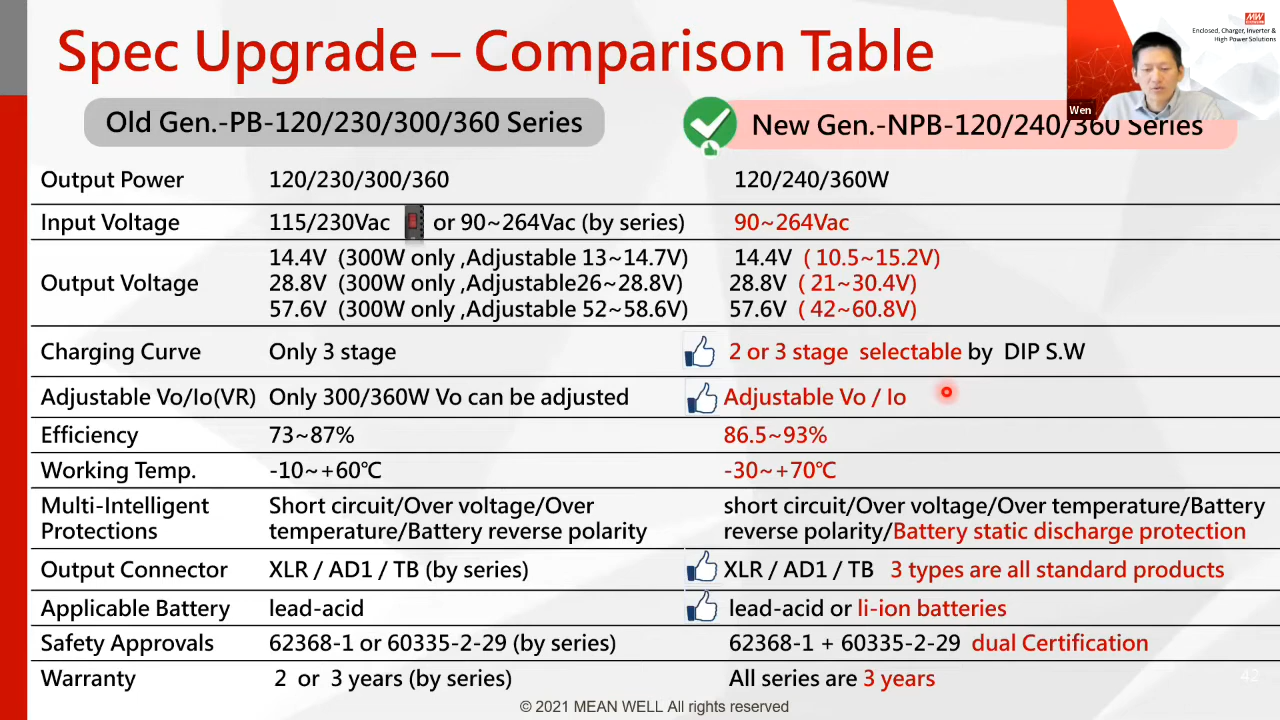 Spec Upgrade – Comparison Table
MW
Enclosed, Charger, Inverter &
High Power Solutions
Wen
Old Gen.-PB-120/230/300/360 Series
New Gen.-NPB-120/240/360 Series
Output Power 120/230/300/360 120/240/360W
Input Voltage 115/230Vac or 90~264Vac (by series) 90~264Vac
Output Voltage
14.4V (300W only ,Adjustable 13~14.7V) 14.4V ( 10.5~15.2V)
28.8V (300W only ,Adjustable26~28.8V) 28.8V ( 21~30.4V)
57.6V (300W only ,Adjustable 52~58.6V) 57.6V ( 42~60.8V)
Charging Curve Only 3 stage 2 or 3 stage selectable by DIP S.W
Adjustable Vo/Io(VR) Only 300/360W Vo can be adjusted Adjustable Vo / Io
Efficiency 73~87% 86.5~93%
Working Temp. -10~+60℃ -30~+70℃
Multi-Intelligent
Protections
Short circuit/Over voltage/Over
temperature/Battery reverse polarity
short circuit/Over voltage/Over temperature/Battery
reverse polarity/Battery static discharge protection
Output Connector XLR / AD1 / TB (by series) XLR / AD1 / TB 3 types are all standard products
Applicable Battery lead-acid lead-acid or li-ion batteries
Safety Approvals 62368-1 or 60335-2-29 (by series) 62368-1 + 60335-2-29 dual Certification
Warranty 2 or 3 years (by series) All series are 3 years
42
© 2021 MEAN WELL All rights reserved